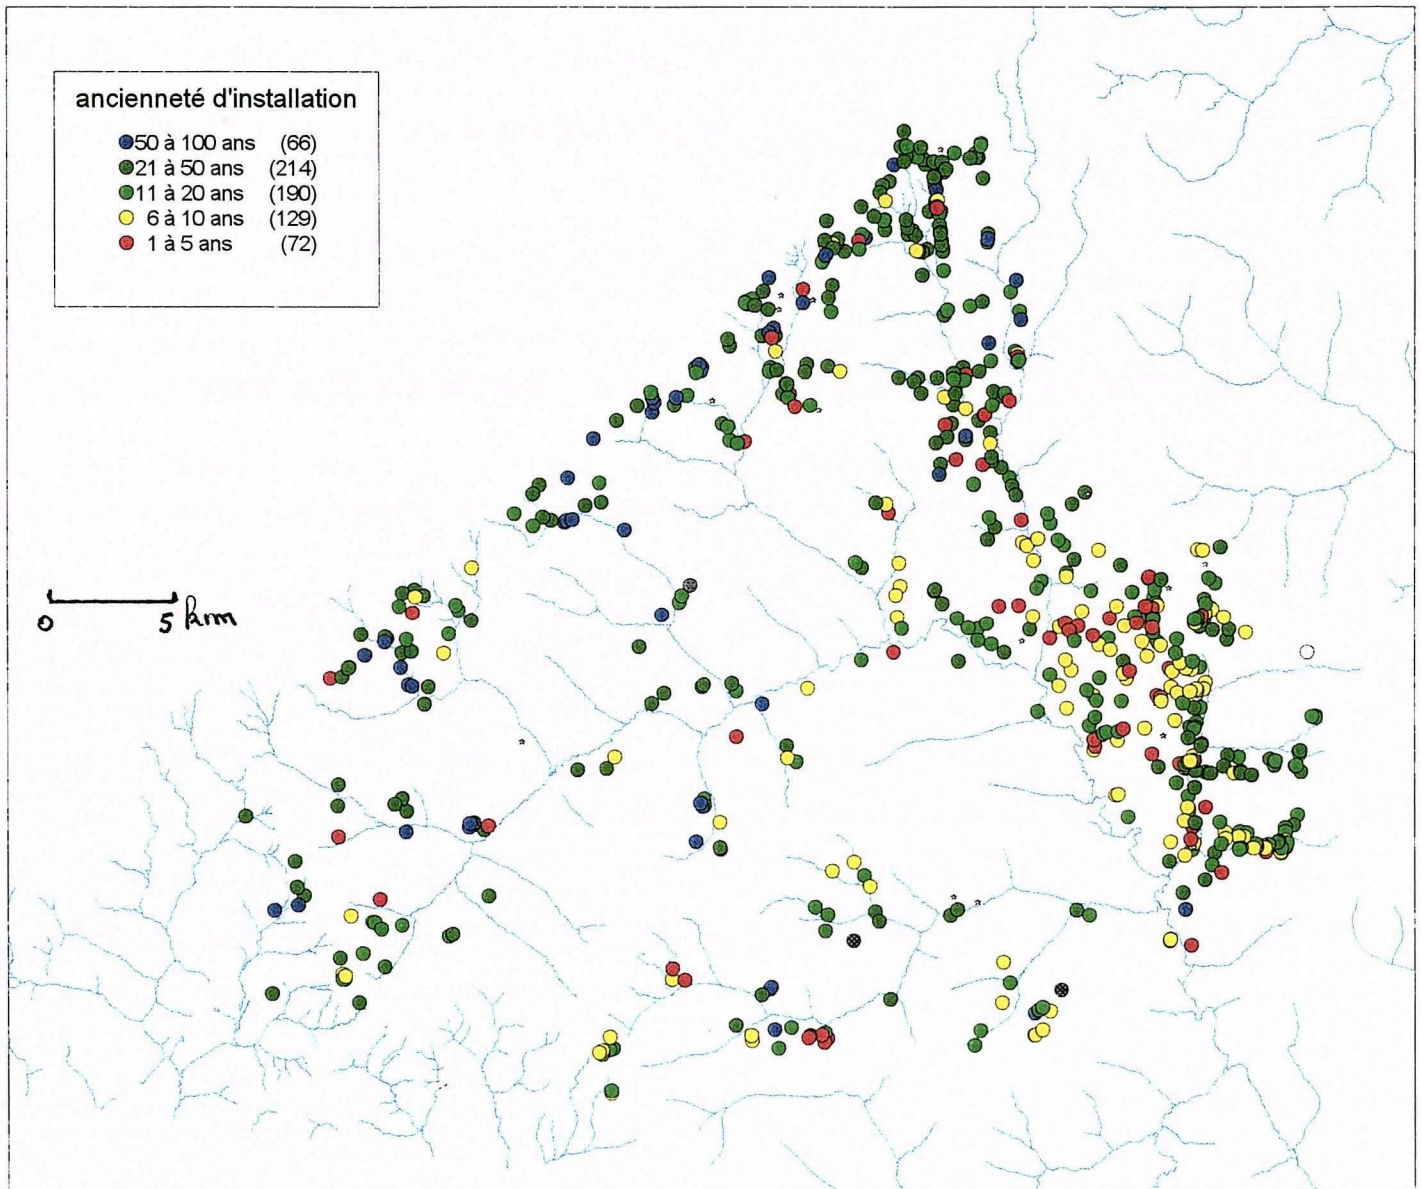 ancienneté d'installation
50 à 100 ans (66)
21 à 50 ans (214)
11 à 20 ans (190)
6 à 10 ans (129)
1 à 5 ans (72)
0 5 km